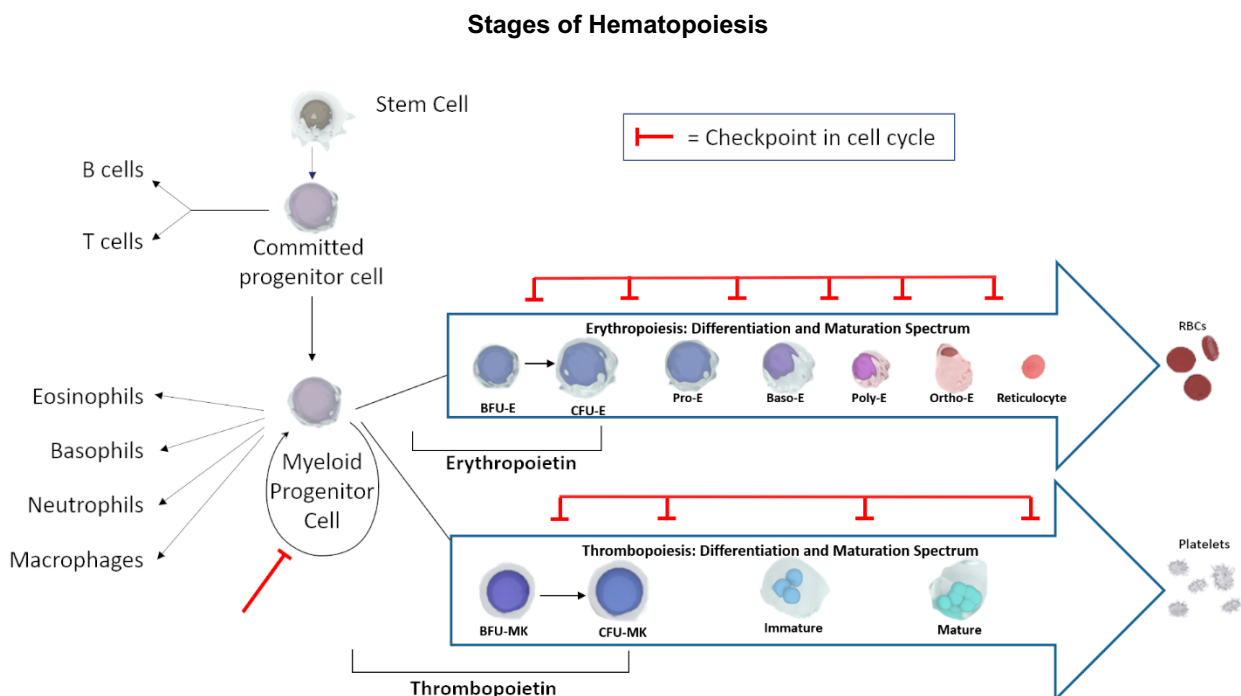 Stages of Hematopoiesis
Stem Cell
= Checkpoint in cell cycle
B cells
T cells
Committed
progenitor cell
Erythropoiesis: Differentiation and Maturation Spectrum
BFU-E
CFU-E
Pro-E
Baso-E
Poly-E
Ortho-E
Reticulocyte
RBCs
Erythropoietin
Eosinophils
Basophils
Neutrophils
Macrophages
Myeloid
Progenitor
Cell
Thrombopoiesis: Differentiation and Maturation Spectrum
BFU-MK
CFU-MK
Immature
Mature
Platelets
Thrombopoietin